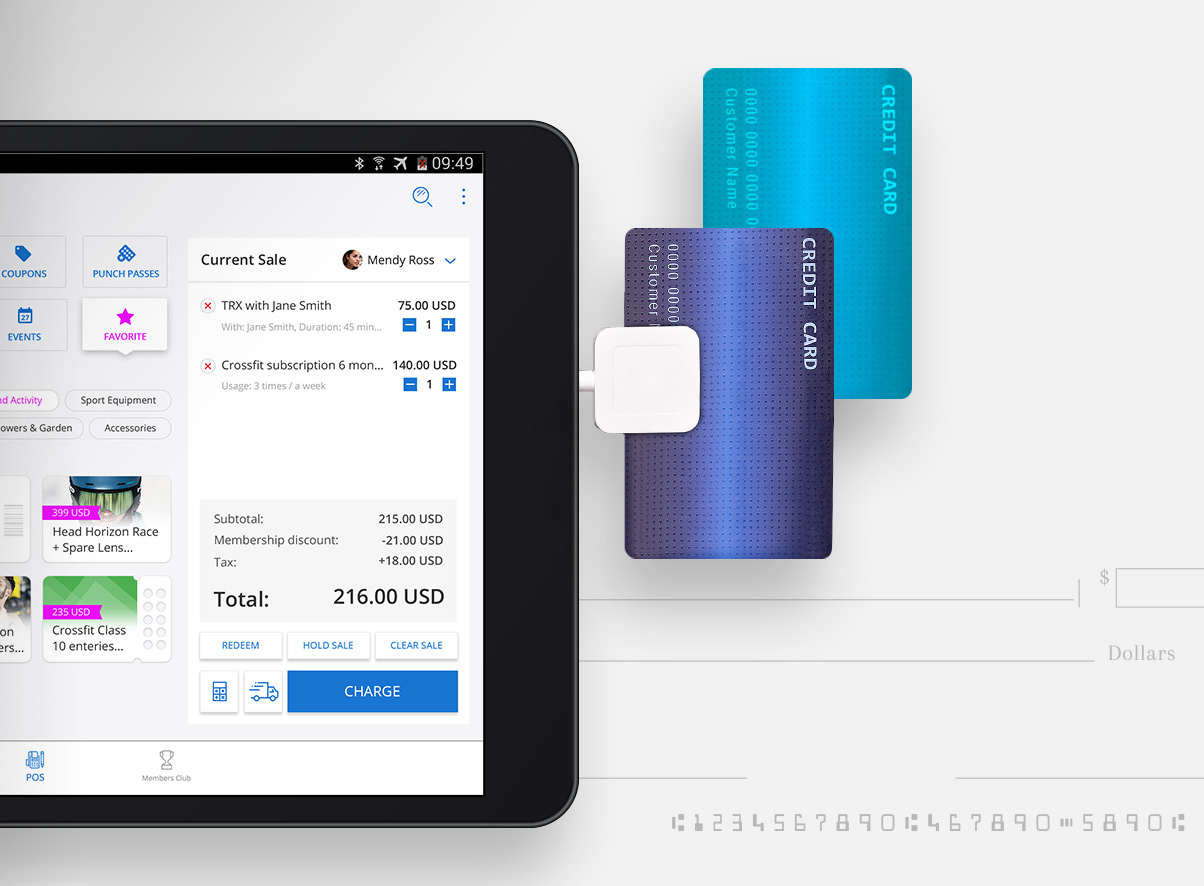 09:49
COUPONS
PUNCH PASSES
27
EVENTS
FAVORITE
nd Activity
Sport Equipment
owers & Garden
Accessories
399 USD
Head Horizon Race
+ Spare Lens...
on
ers...
235 USD
Crossfit Class
10 enteries...
Current Sale
Mendy Ross
TRX with Jane Smith
75.00 USD
With: Jane Smith, Duration: 45 min...
1
Crossfit subscription 6 mon...
140.00 USD
Usage: 3 times / a week
1
Subtotal:
215.00 USD
Membership discount:
-21.00 USD
Tax:
+18.00 USD
Total:
216.00 USD
REDEEM
HOLD SALE
CLEAR SALE
CHARGE
POS
Members Club
CREDIT CARD
0000 0000 0000 0
Customer Name
CREDIT CARD
0000 0000
Customer
$
Dollars
⑆1234567890⑆467890⑈5890⑆